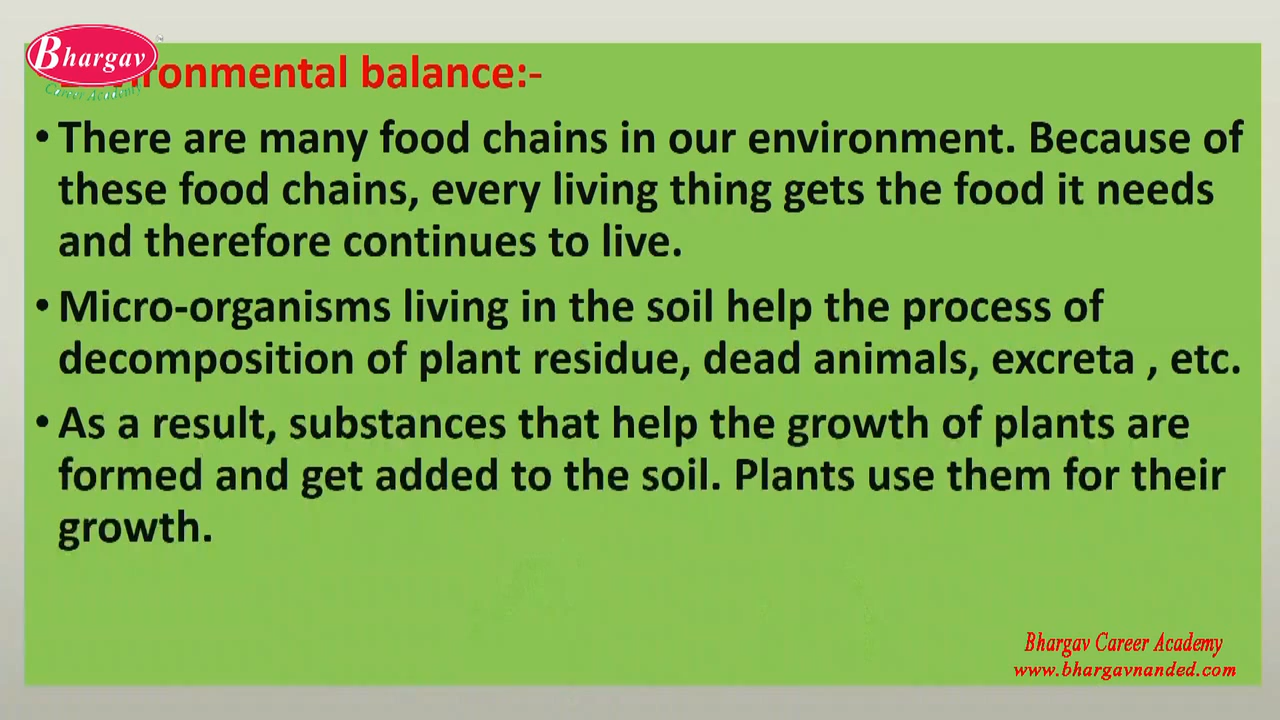 Bhargav
Career Academy
ronmental balance:-
• There are many food chains in our environment. Because of
these food chains, every living thing gets the food it needs
and therefore continues to live.
• Micro-organisms living in the soil help the process of
decomposition of plant residue, dead animals, excreta , etc.
• As a result, substances that help the growth of plants are
formed and get added to the soil. Plants use them for their
growth.
Bhargav Career Academy
www.bhargavnanded.com